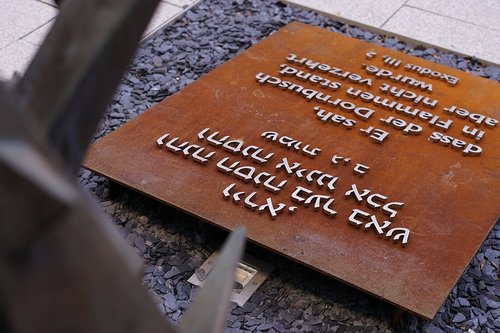 וירא,
והנה הסנה בער באש
והסנה איננו אכל
שמות ג, ב
Er sah,
dass der Dornbusch
in Flammen stand,
aber nicht verzehrt
wurde.
Exodus III, 2